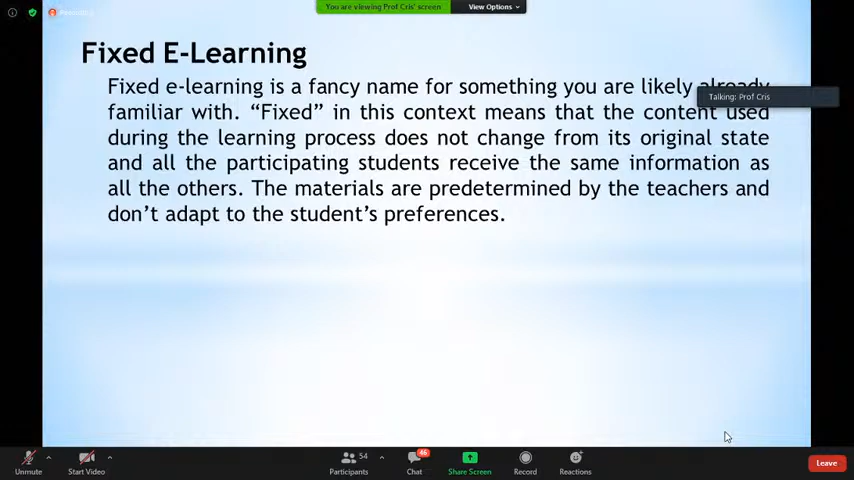 You are viewing Prof Cris' screen
View Options
Recording
Fixed E-Learning
Fixed e-learning is a fancy name for something you are likely already
Talking: Prof Cris
familiar with. “Fixed” in this context means that the content used
during the learning process does not change from its original state
and all the participating students receive the same information as
all the others. The materials are predetermined by the teachers and
don’t adapt to the student’s preferences.
54
46
Unmute
Start Video
Participants
Chat
Share Screen
Record
Reactions
Leave